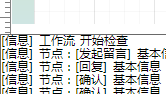 [信息] 工作流 开始检查
[信息] 节点：[发起留言] 基本信
[信息] 节点：[回复] 基本信息
[信息] 节点：[确认] 基本信息
[信息] 节点：[确认] 基本信息